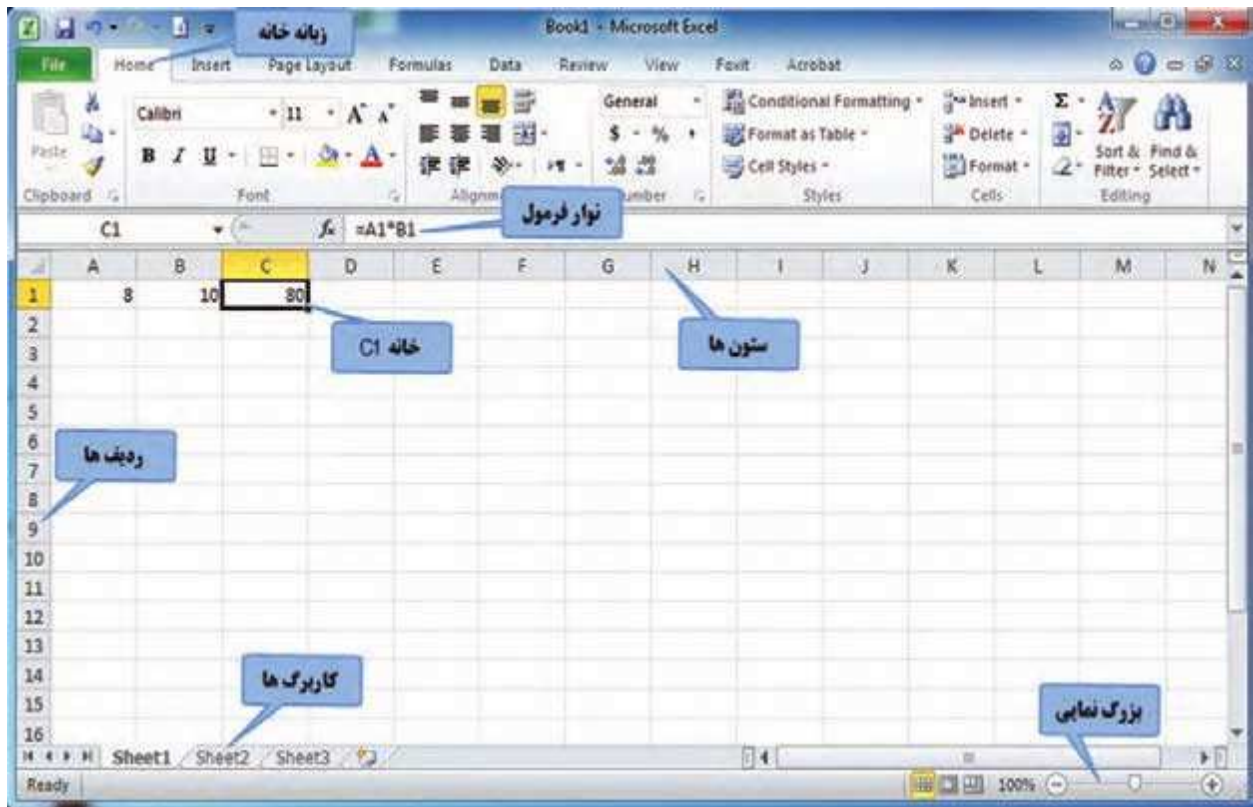 Book1 - Microsoft Excel
زبانه خانه
File Home Insert Page Layout Formulas Data Review View Foxit Acrobat
Calibri 11 A A General Conditional Formatting Insert Σ
Paste B I U A $ % , Format as Table Delete Sort & Filter Find & Select
Cell Styles Format
Clipboard Font Styles Cells Editing
نوار فرمول
C1 fx =A1*B1
A B C D E F G H I J K L M N
1 8 10 80
2
خانه C1
ستون ها
3
4
5
6
ردیف ها
7
8
9
10
11
12
13
14
کاربرگ ها
15
بزرگ نمایی
16
Sheet1 Sheet2 Sheet3
Ready 100%